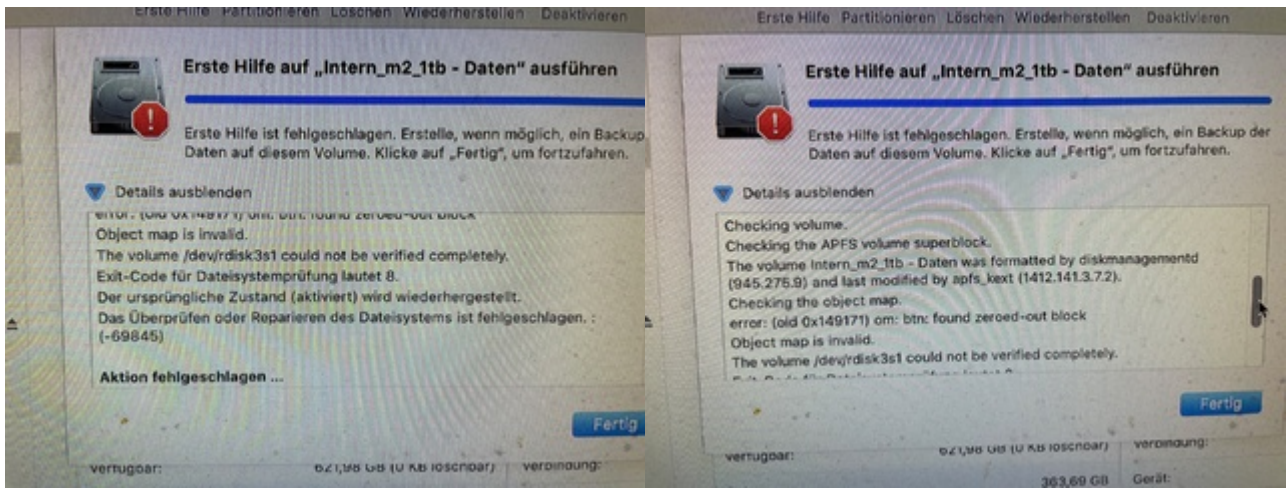 Erste Hilfe Partitionieren Löschen Wiederherstellen Deaktivieren
Erste Hilfe auf „Intern_m2_1tb - Daten“ ausführen
Erste Hilfe ist fehlgeschlagen. Erstelle, wenn möglich, ein Backup
Daten auf diesem Volume. Klicke auf „Fertig“, um fortzufahren.
Details ausblenden
error: (oid 0x149171) om: btn: found zeroed-out block
Object map is invalid.
The volume /dev/rdisk3s1 could not be verified completely.
Exit-Code für Dateisystemprüfung lautet 8.
Der ursprüngliche Zustand (aktiviert) wird wiederhergestellt.
Das Überprüfen oder Reparieren des Dateisystems ist fehlgeschlagen. :
(-69845)
Aktion fehlgeschlagen ...
Fertig
verfügbar: 621,98 GB (0 KB löschbar) Verbindung:
Erste Hilfe Partitionieren Löschen Wiederherstellen Deaktivieren
Erste Hilfe auf „Intern_m2_1tb - Daten“ ausführen
Erste Hilfe ist fehlgeschlagen. Erstelle, wenn möglich, ein Backup der
Daten auf diesem Volume. Klicke auf „Fertig“, um fortzufahren.
Details ausblenden
Checking volume.
Checking the APFS volume superblock.
The volume Intern_m2_1tb - Daten was formatted by diskmanagementd
(945.275.9) and last modified by apfs_kext (1412.141.3.7.2).
Checking the object map.
error: (oid 0x149171) om: btn: found zeroed-out block
Object map is invalid.
The volume /dev/rdisk3s1 could not be verified completely.
Fertig
verfügbar: 621,98 GB (0 KB löschbar) Verbindung:
363,69 GB Gerät: